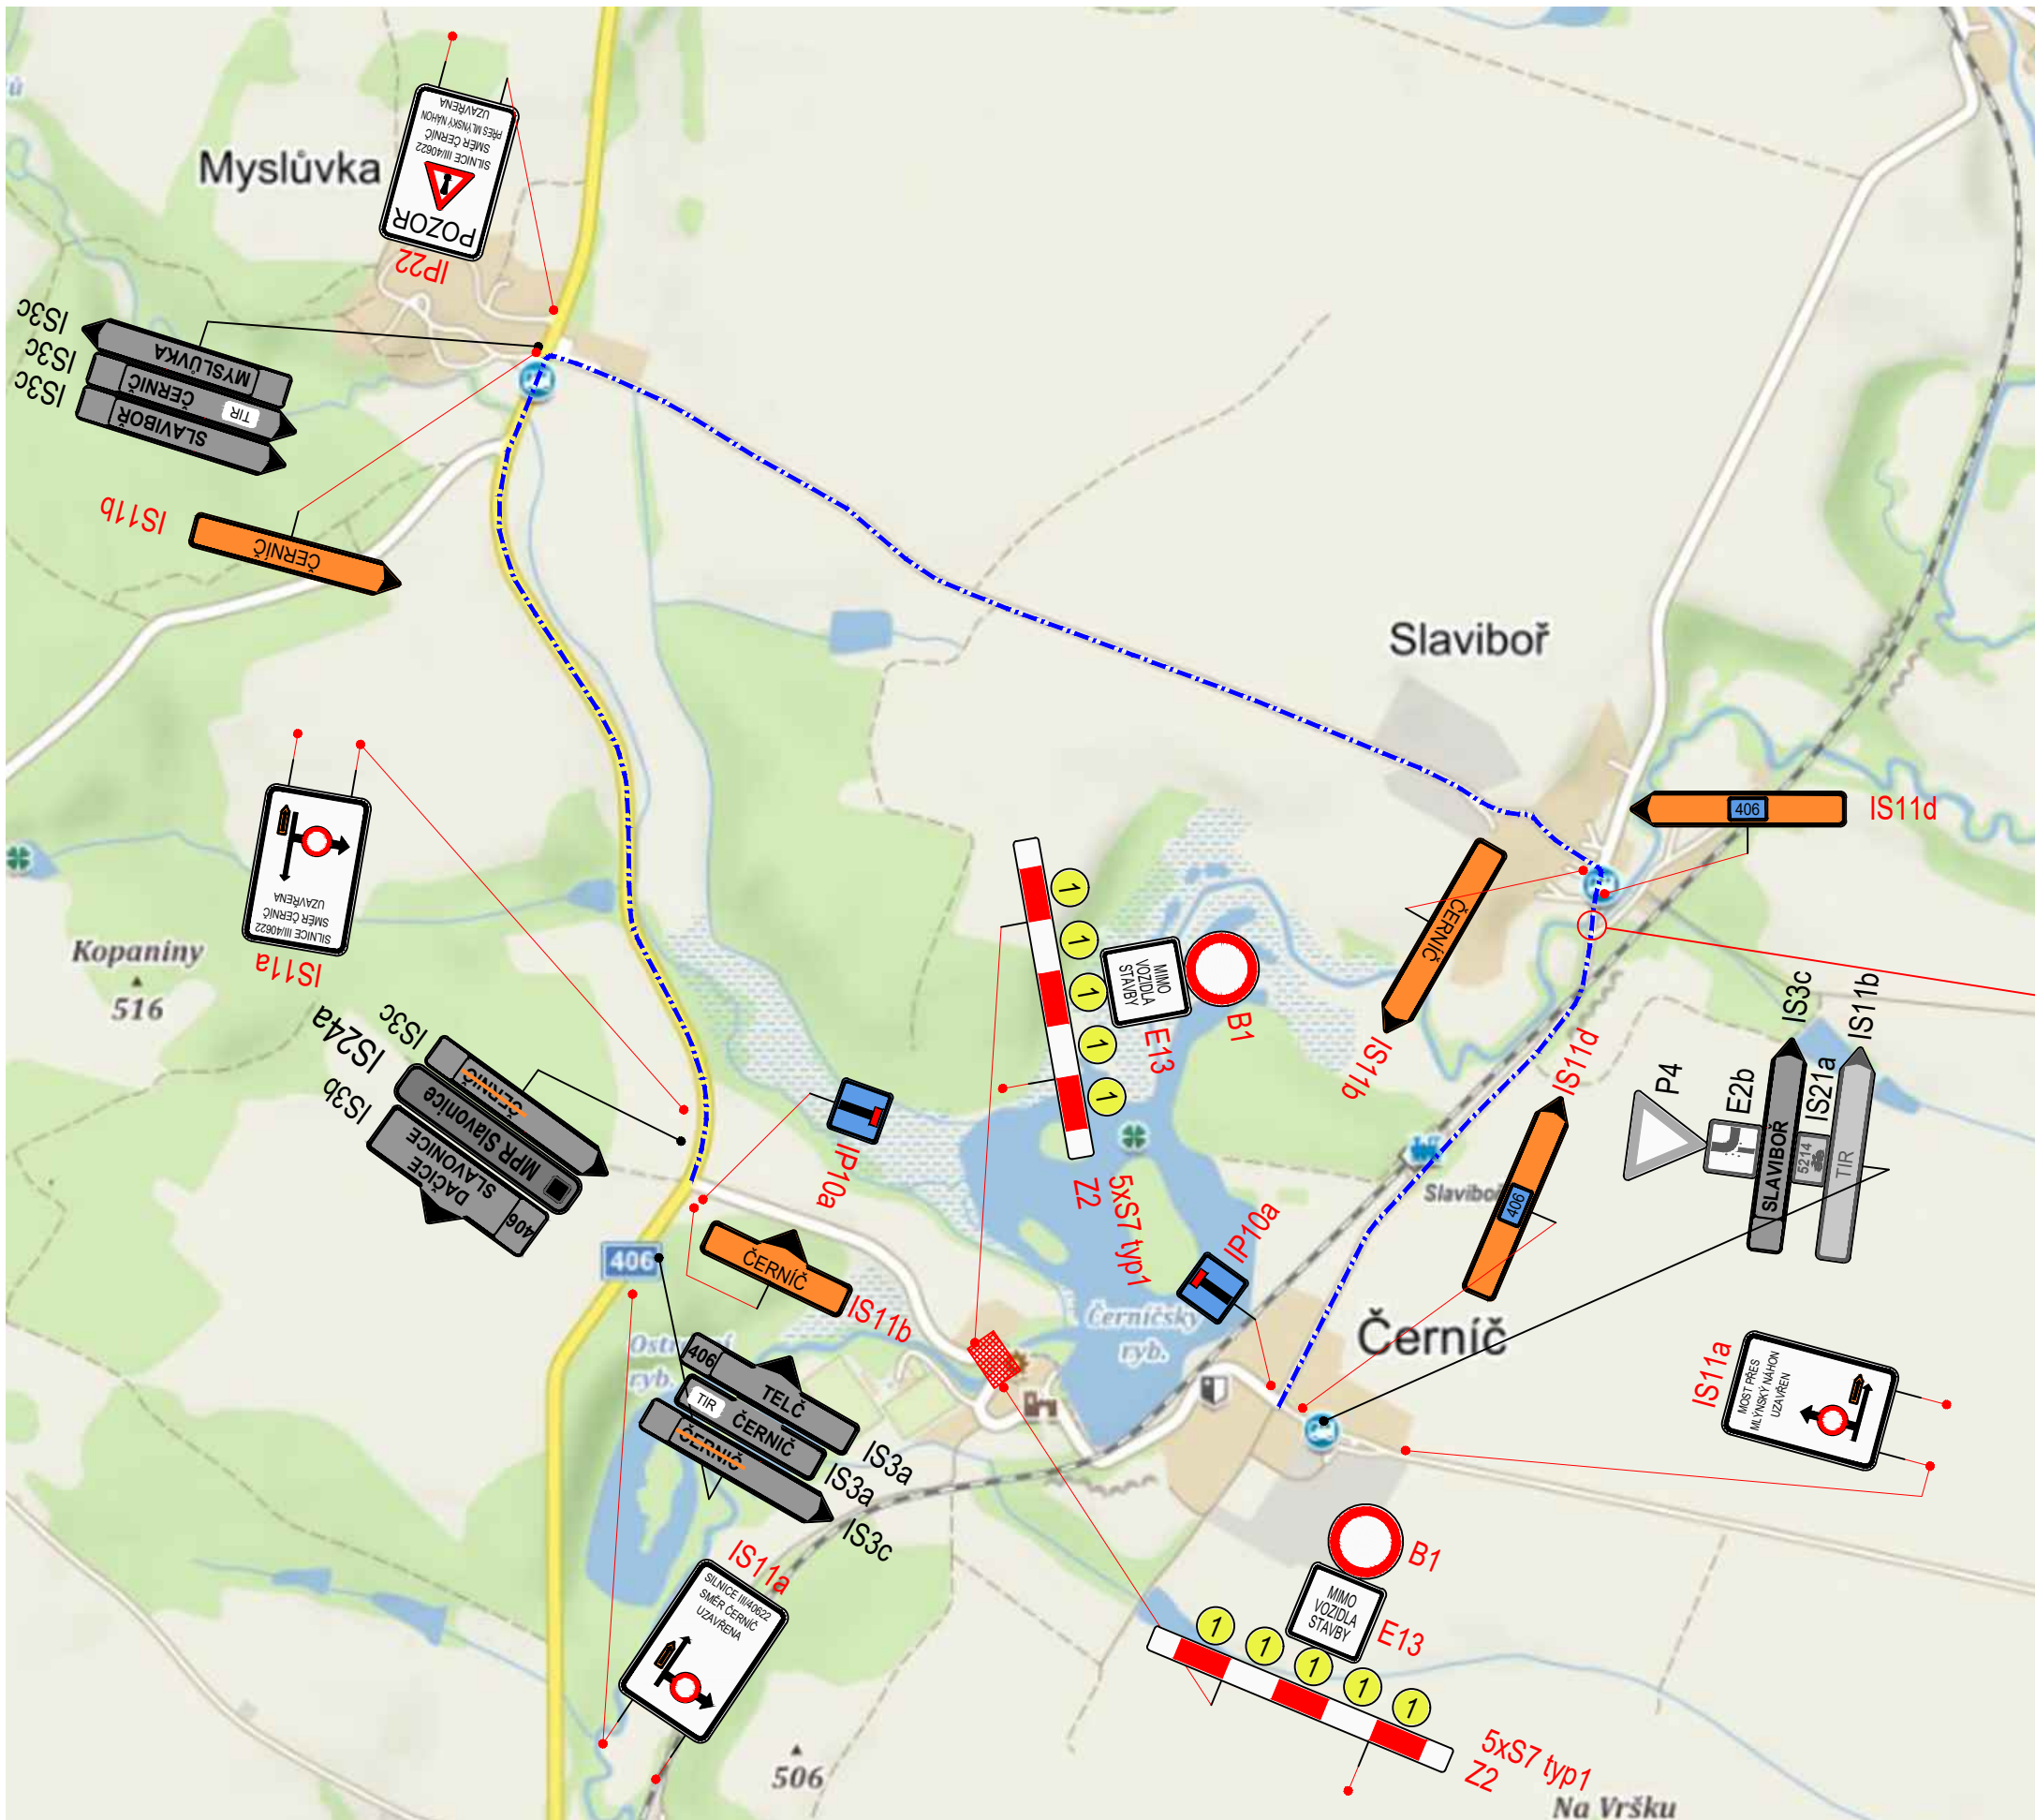 ů
Myslůvka
POZOR
SILNICE III/40622
SMĚR ČERNÍČ
PŘES MLÝNSKÝ NÁHON
UZAVŘENA
IP22
IS3c
IS3c
IS3c
MYSLŮVKA
ČERNÍČ
TIR
SLAVIBOŘ
IS11b
ČERNÍČ
Slaviboř
406
IS11d
SILNICE III/40622
SMĚR ČERNÍČ
UZAVŘENA
IS11a
Kopaniny
516
ČERNÍČ
IS11b
1
1
1
1
1
MIMO
VOZIDLA
STAVBY
E13
B1
Z2
5xS7 typ1
IS3c
IS24a
IS3b
ČERNÍČ
MPR Slavonice
DAČICE
SLAVONICE
406
IP10a
IS11d
406
P4
E2b
IS3c
IS21a
IS11b
SLAVIBOŘ
5214
TIR
Slaviboř
IP10a
406
ČERNÍČ
IS11b
Černíčský
ryb.
Černíč
ryb.
406
TELČ
TIR
ČERNÍČ
ČERNÍČ
IS3a
IS3a
IS3c
IS11a
MOST PŘES
MLÝNSKÝ NÁHON
UZAVŘEN
IS11a
SILNICE III/40622
SMĚR ČERNÍČ
UZAVŘENA
B1
MIMO
VOZIDLA
STAVBY
E13
1
1
1
1
1
5xS7 typ1
Z2
506
Na Vršku